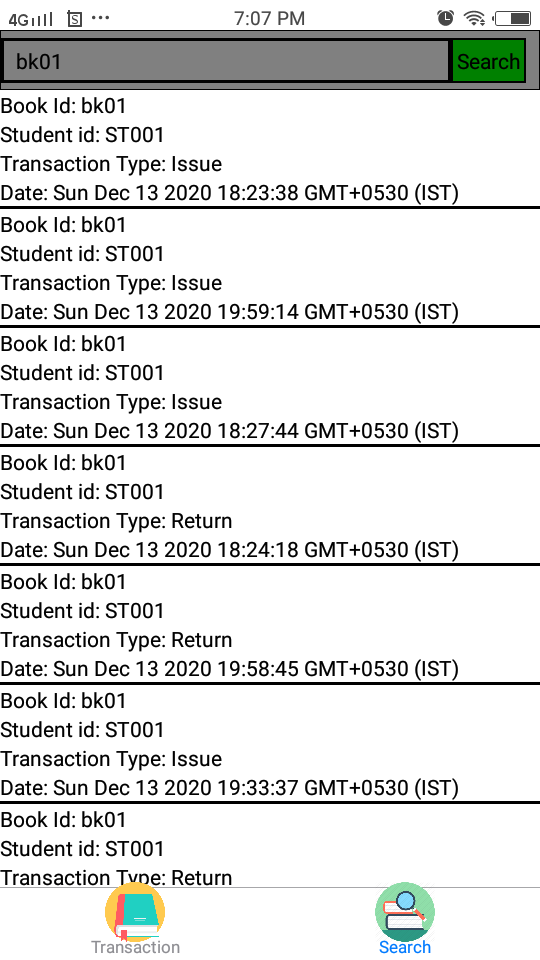 4G 7:07 PM
bk01 Search
Book Id: bk01
Student id: ST001
Transaction Type: Issue
Date: Sun Dec 13 2020 18:23:38 GMT+0530 (IST)
Book Id: bk01
Student id: ST001
Transaction Type: Issue
Date: Sun Dec 13 2020 19:59:14 GMT+0530 (IST)
Book Id: bk01
Student id: ST001
Transaction Type: Issue
Date: Sun Dec 13 2020 18:27:44 GMT+0530 (IST)
Book Id: bk01
Student id: ST001
Transaction Type: Return
Date: Sun Dec 13 2020 18:24:18 GMT+0530 (IST)
Book Id: bk01
Student id: ST001
Transaction Type: Return
Date: Sun Dec 13 2020 19:58:45 GMT+0530 (IST)
Book Id: bk01
Student id: ST001
Transaction Type: Issue
Date: Sun Dec 13 2020 19:33:37 GMT+0530 (IST)
Book Id: bk01
Student id: ST001
Transaction Type: Return
Transaction Search